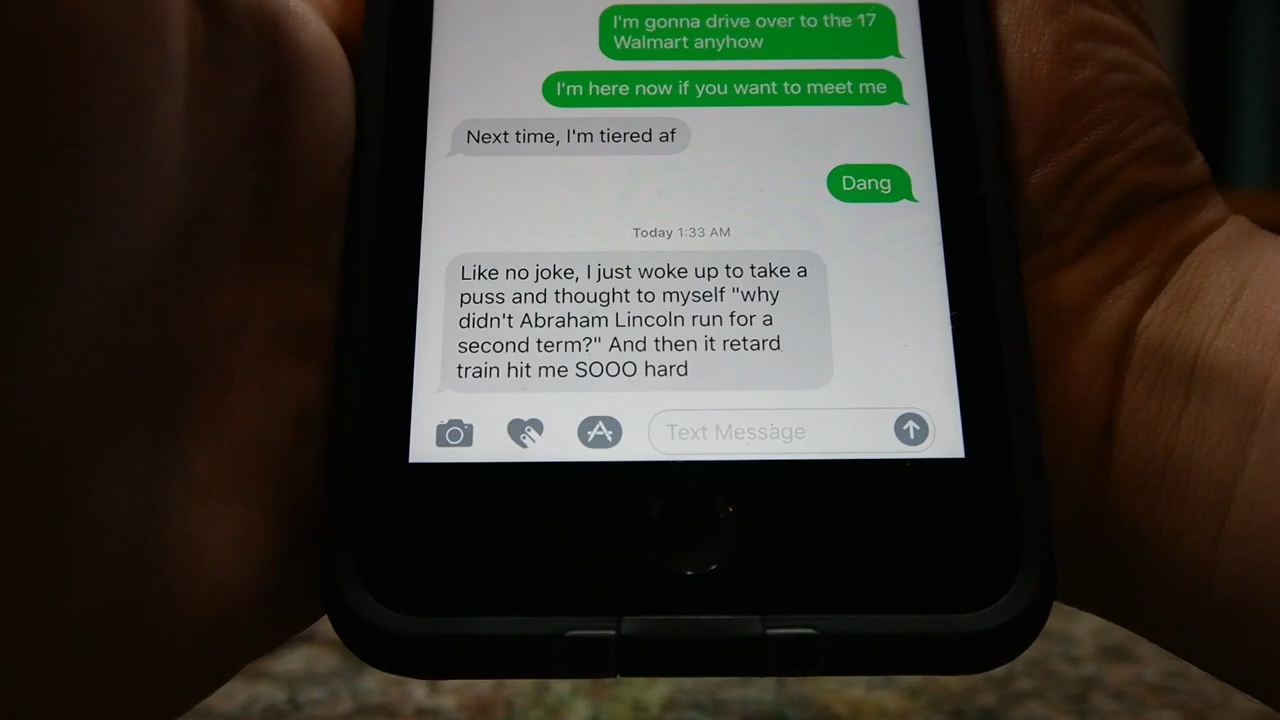 I'm gonna drive over to the 17
Walmart anyhow
I'm here now if you want to meet me
Next time, I'm tiered af
Dang
Today 1:33 AM
Like no joke, I just woke up to take a
puss and thought to myself "why
didn't Abraham Lincoln run for a
second term?" And then it retard
train hit me SOOO hard
Text Message